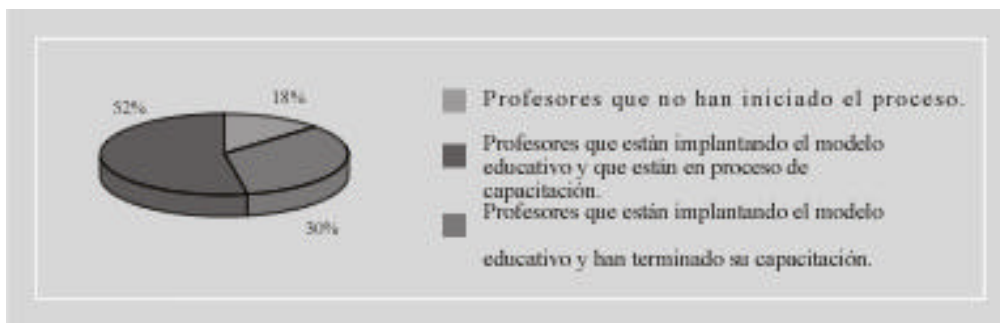 52%
18%
30%
Profesores que no han iniciado el proceso.
Profesores que están implantando el modelo
educativo y que están en proceso de
capacitación.
Profesores que están implantando el modelo
educativo y han terminado su capacitación.